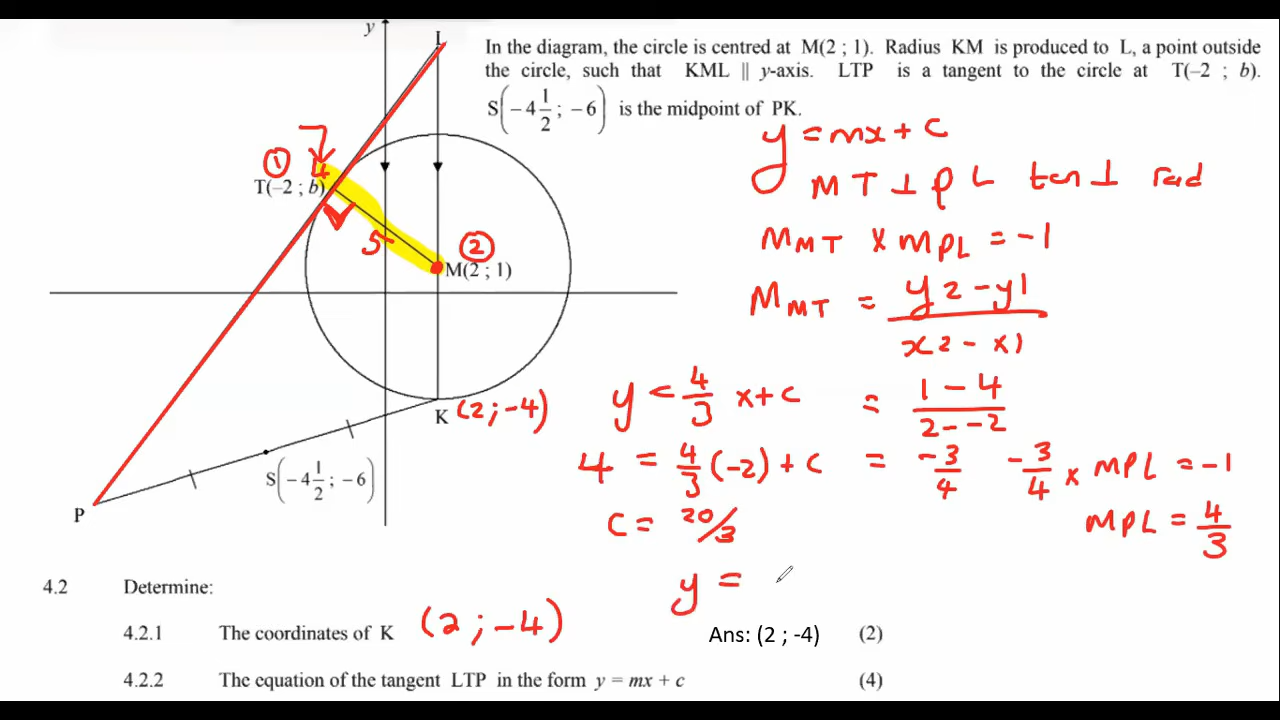 y
L
In the diagram, the circle is centred at M(2 ; 1). Radius KM is produced to L, a point outside
the circle, such that KML || y-axis. LTP is a tangent to the circle at T(–2 ; b).
S(–4 1/2 ; –6) is the midpoint of PK.
y = mx + c
MT ⊥ PL tan ⊥ rad
① 4
T(–2 ; b)
5
②
M(2 ; 1)
MMT × MPL = -1
MMT = y2 - y1 / x2 - x1
y = 4/3 x + c = 1 - 4 / 2 - -2
K (2 ; -4)
4 = 4/3 (-2) + c = -3/4 -3/4 × MPL = -1
S(–4 1/2 ; –6)
P
c = 20/3 MPL = 4/3
4.2 Determine:
y =
4.2.1 The coordinates of K (2 ; -4) Ans: (2 ; -4) (2)
4.2.2 The equation of the tangent LTP in the form y = mx + c (4)